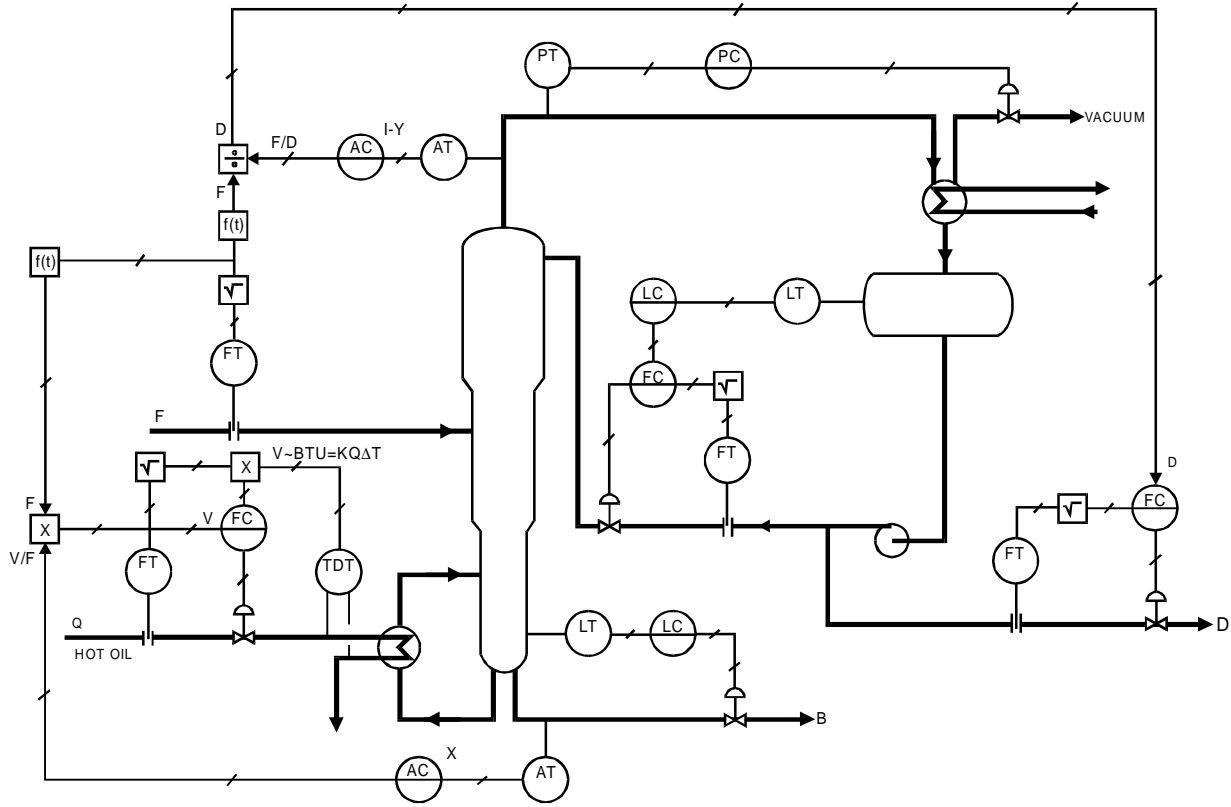 PT
PC
VACUUM
D
I-Y
F/D
AC
AT
F
f(t)
f(t)
√
FT
LC
LT
FC
√
FT
F
V~BTU=KQΔT
√
X
F
X
V
FC
V/F
FT
TDT
D
FC
√
FT
Q
HOT OIL
LT
LC
D
B
X
AC
AT